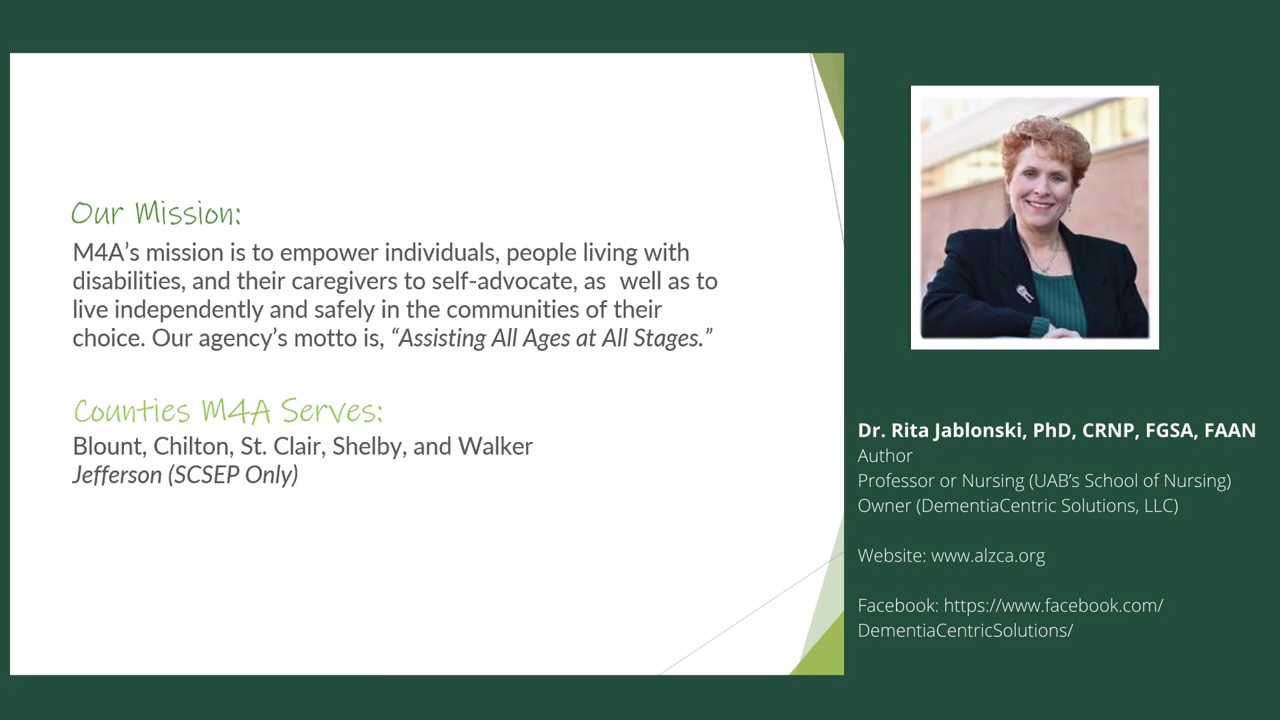 Our Mission:
M4A’s mission is to empower individuals, people living with
disabilities, and their caregivers to self-advocate, as  well as to
live independently and safely in the communities of their
choice. Our agency’s motto is, “Assisting All Ages at All Stages.”
Counties M4A Serves:
Blount, Chilton, St. Clair, Shelby, and Walker
Jefferson (SCSEP Only)
Dr. Rita Jablonski, PhD, CRNP, FGSA, FAAN
Author
Professor or Nursing (UAB’s School of Nursing)
Owner (DementiaCentric Solutions, LLC)
Website: www.alzca.org
Facebook: https://www.facebook.com/
DementiaCentricSolutions/